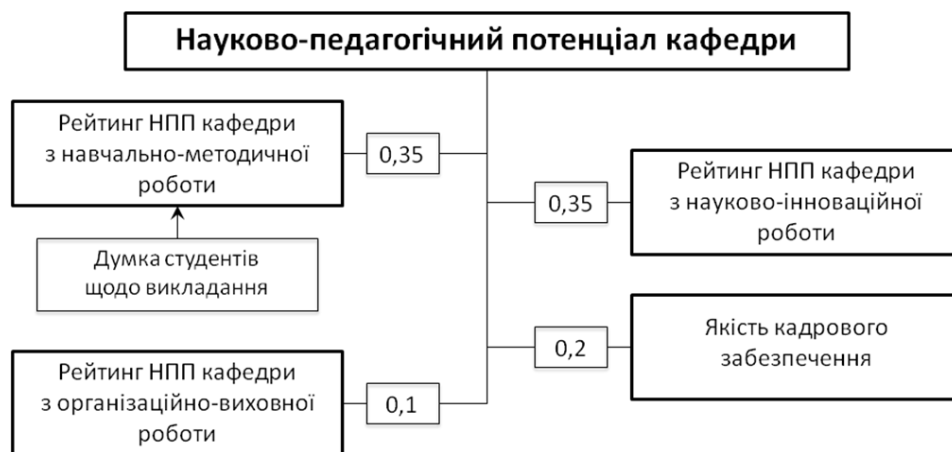 Науково-педагогічний потенціал кафедри
Рейтинг НПП кафедри
з навчально-методичної
роботи
0,35
Рейтинг НПП кафедри
з науково-інноваційної
роботи
0,35
Думка студентів
щодо викладання
Якість кадрового
забезпечення
0,2
Рейтинг НПП кафедри
з організаційно-виховної
роботи
0,1